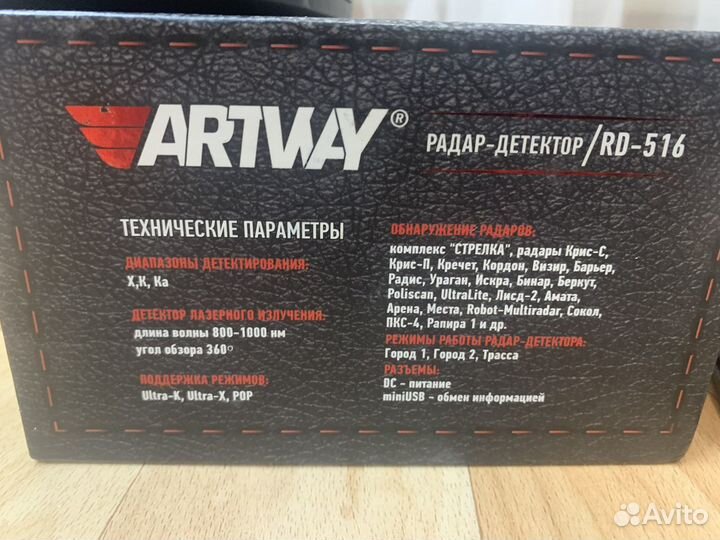 ARTWAY®
РАДАР-ДЕТЕКТОР/RD-516
ТЕХНИЧЕСКИЕ ПАРАМЕТРЫ
ДИАПАЗОНЫ ДЕТЕКТИРОВАНИЯ:
X,K, Ka
ДЕТЕКТОР ЛАЗЕРНОГО ИЗЛУЧЕНИЯ:
длина волны 800-1000 нм
угол обзора 360°
ПОДДЕРЖКА РЕЖИМОВ:
Ultra-K, Ultra-X, POP
ОБНАРУЖЕНИЕ РАДАРОВ:
комплекс "СТРЕЛКА", радары Крис-С,
Крис-П, Кречет, Кордон, Визир, Барьер,
Радис, Ураган, Искра, Бинар, Беркут,
Poliscan, UltraLite, Лисд-2, Амата,
Арена, Места, Robot-Multiradar, Сокол,
ПКС-4, Рапира 1 и др.
РЕЖИМЫ РАБОТЫ РАДАР-ДЕТЕКТОРА:
Город 1, Город 2, Трасса
РАЗЪЕМЫ:
DC - питание
miniUSB - обмен информацией
Avito